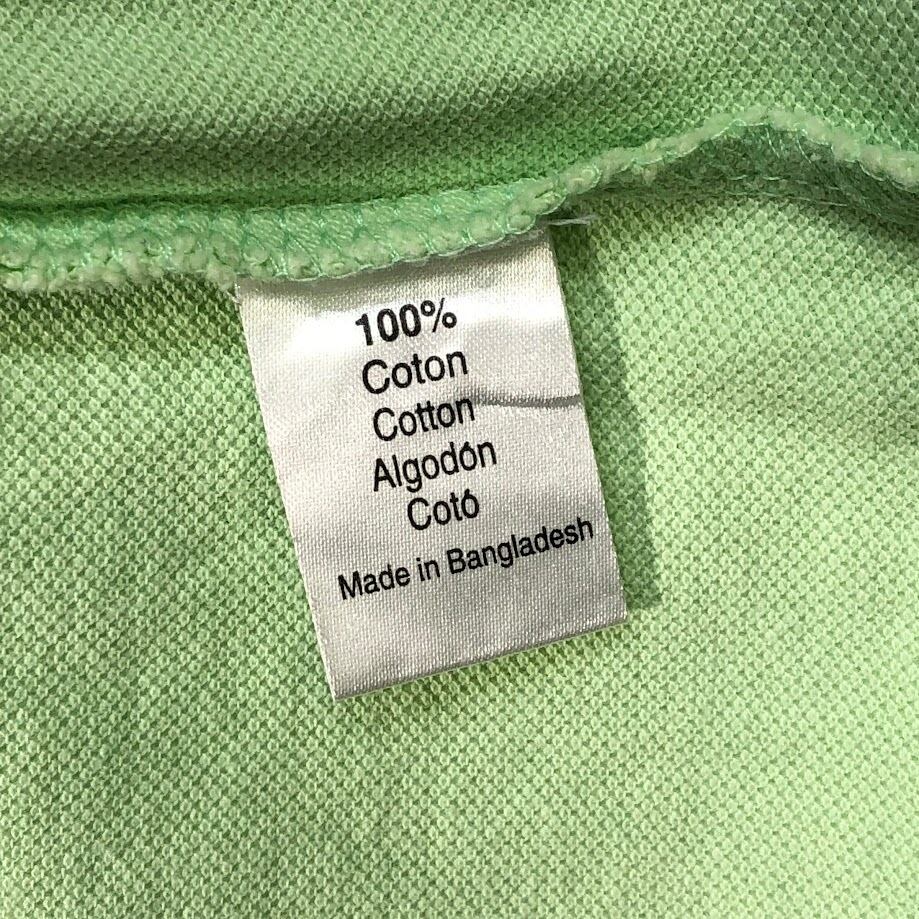 100%
Coton
Cotton
Algodón
Cotó
Made in Bangladesh